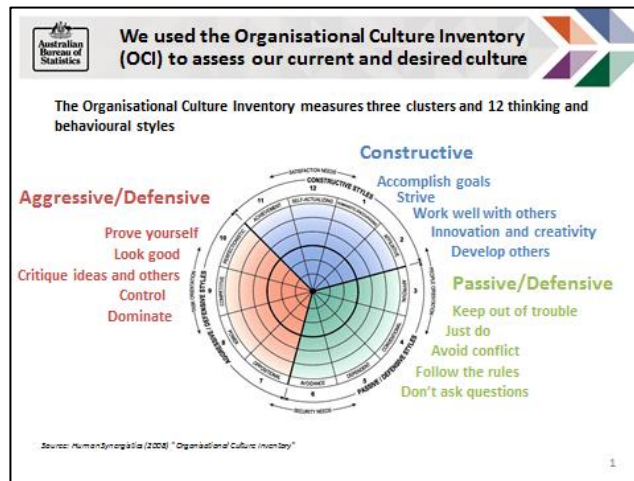 Australian
Bureau of
Statistics
We used the Organisational Culture Inventory
(OCI) to assess our current and desired culture
The Organisational Culture Inventory measures three clusters and 12 thinking and
behavioural styles
Constructive
Accomplish goals
Strive
Work well with others
Innovation and creativity
Develop others
Aggressive/Defensive
Prove yourself
Look good
Critique ideas and others
Control
Dominate
Passive/Defensive
Keep out of trouble
Just do
Avoid conflict
Follow the rules
Don't ask questions
SATISFACTION NEEDS
CONSTRUCTIVE STYLES
PEOPLE ORIENTATION
PASSIVE / DEFENSIVE STYLES
SECURITY NEEDS
AGGRESSIVE / DEFENSIVE STYLES
TASK ORIENTATION
11
12
1
2
3
4
5
6
7
8
9
10
ACHIEVEMENT
SELF-ACTUALIZING
AFFILIATIVE
APPROVAL
CONVENTIONAL
DEPENDENT
AVOIDANCE
OPPOSITIONAL
POWER
COMPETITIVE
PERFECTIONISTIC
Source: Human Synergistics (2008) "Organisational Culture Inventory"
1